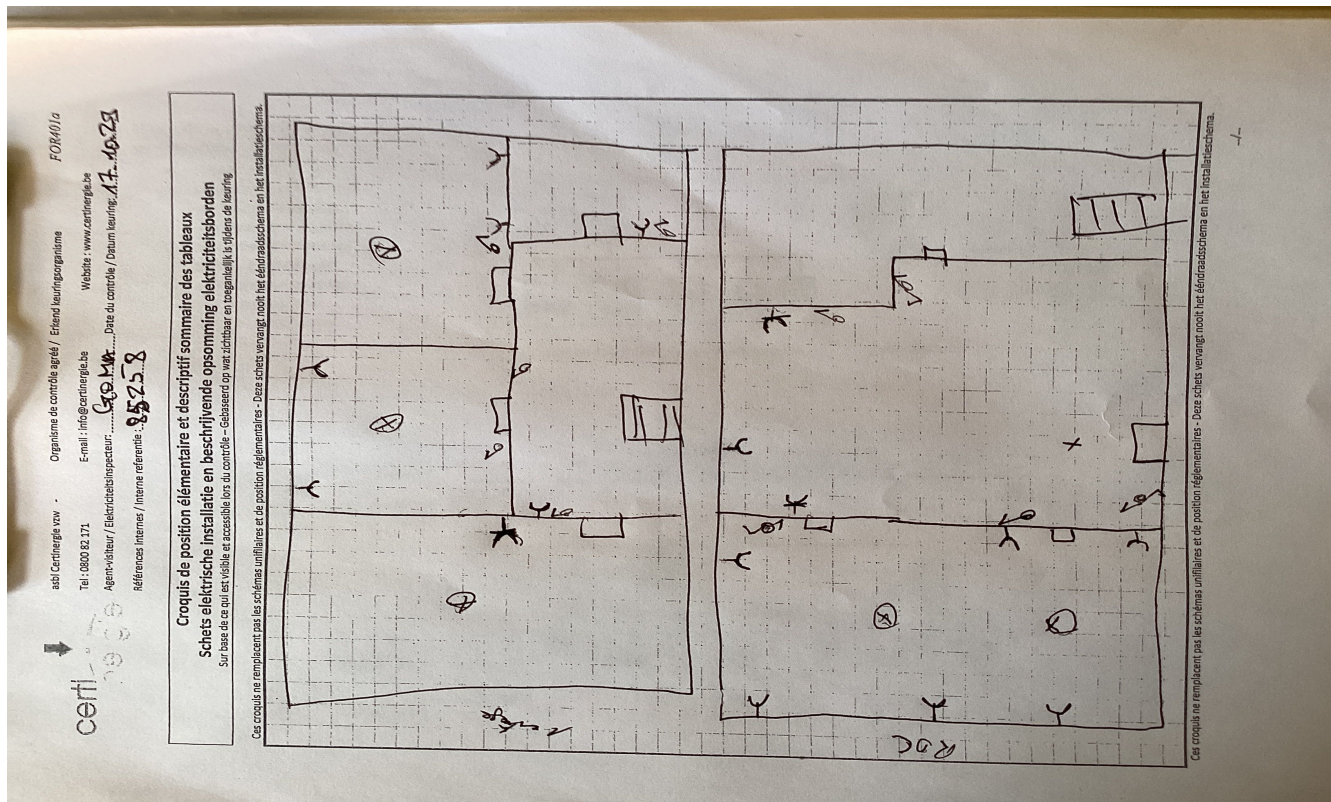 certi
asbl Certinergie vzw - Organisme de contrôle agréé / Erkend keuringsorganisme FOR401a
Tel : 0800 82 171 E-mail : info@certinergie.be Website : www.certinergie.be
Agent-visiteur / Elektriciteitsinspecteur: Date du contrôle / Datum keuring: 17.10.23
Références internes / Interne referentie :
Croquis de position élémentaire et descriptif sommaire des tableaux
Schets elektrische installatie en beschrijvende opsomming elektriciteitsborden
Sur base de ce qui est visible et accessible lors du contrôle – Gebaseerd op wat zichtbaar en toegankelijk is tijdens de keuring
Ces croquis ne remplacent pas les schémas unifilaires et de position réglementaires - Deze schets vervangt nooit het ééndraadsschema en het installatieschema.
RDC
Ces croquis ne remplacent pas les schémas unifilaires et de position réglementaires - Deze schets vervangt nooit het ééndraadsschema en het installatieschema.